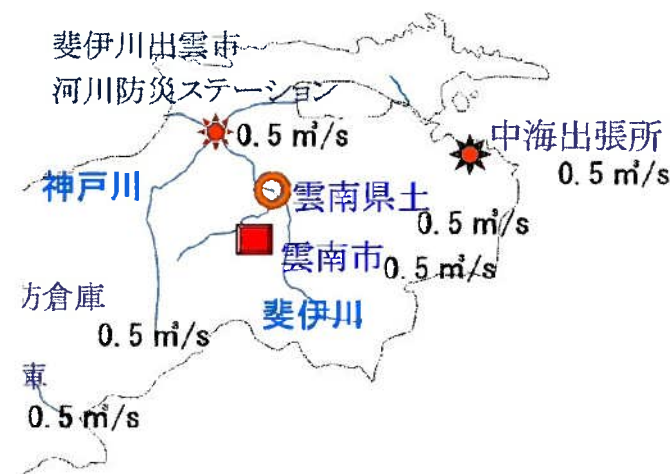 斐伊川出雲市
河川防災ステーション
0.5㎥/s
中海出張所
0.5㎥/s
神戸川
雲南県土
0.5㎥/s
雲南市
0.5㎥/s
方倉庫
斐伊川
0.5㎥/s
0.5㎥/s